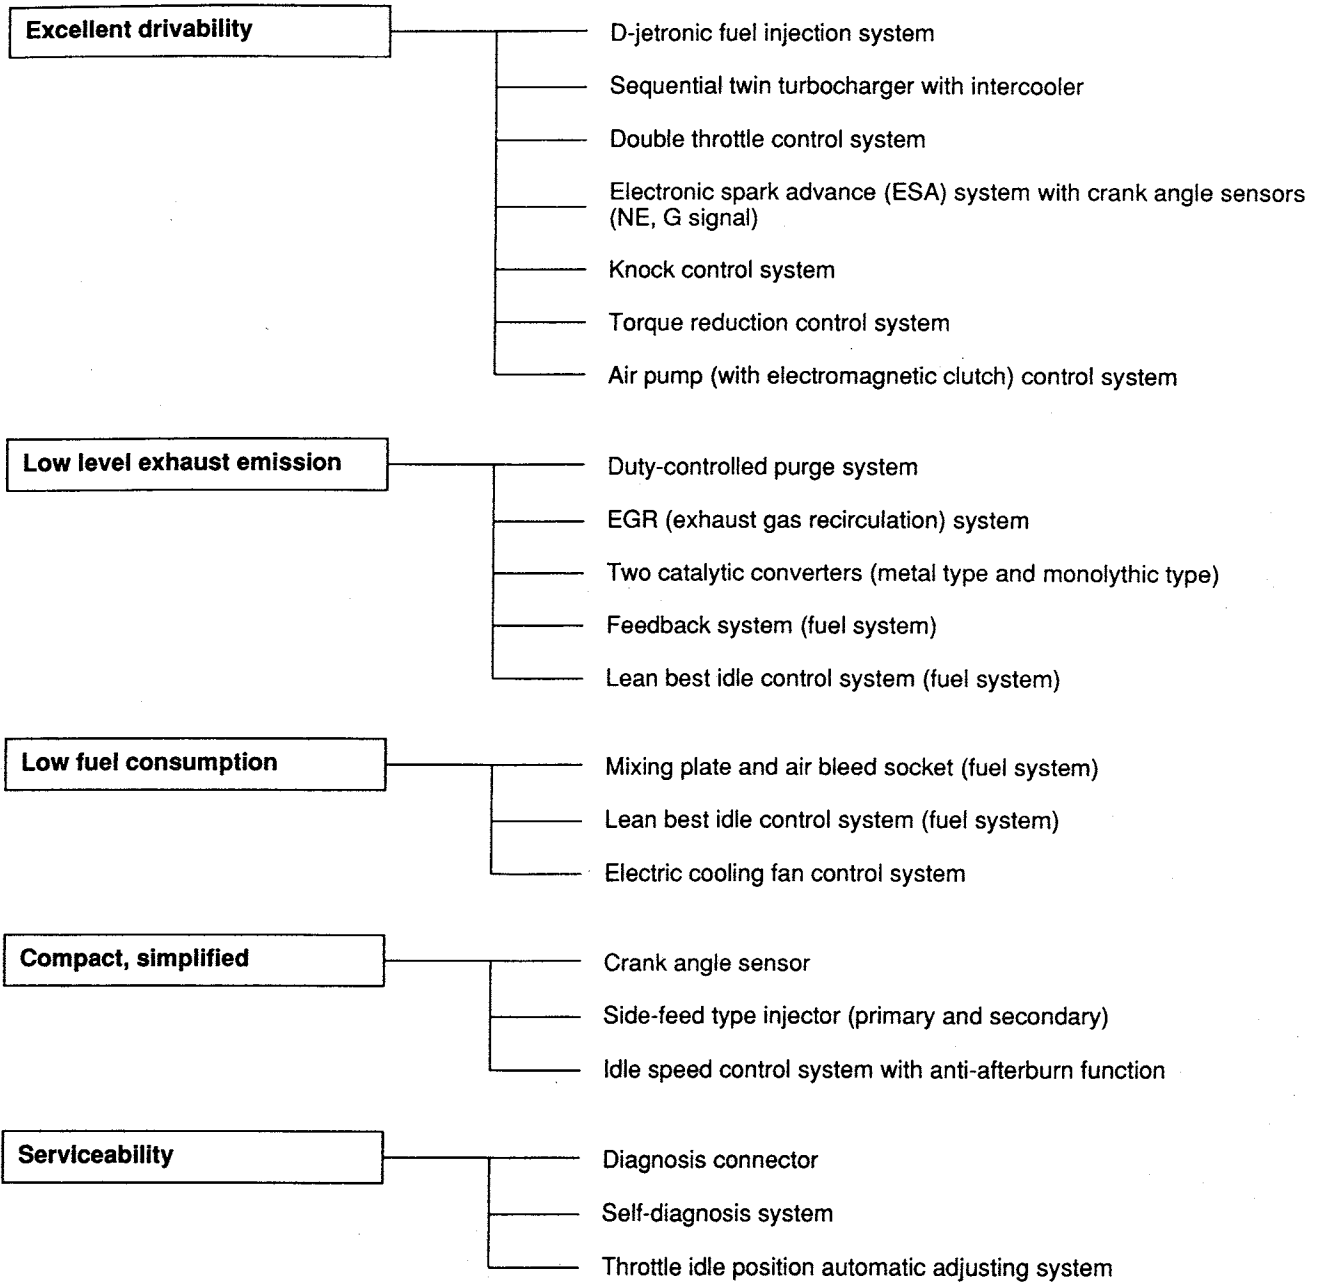 Excellent drivability
D-jetronic fuel injection system
Sequential twin turbocharger with intercooler
Double throttle control system
Electronic spark advance (ESA) system with crank angle sensors
(NE, G signal)
Knock control system
Torque reduction control system
Air pump (with electromagnetic clutch) control system
Low level exhaust emission
Duty-controlled purge system
EGR (exhaust gas recirculation) system
Two catalytic converters (metal type and monolythic type)
Feedback system (fuel system)
Lean best idle control system (fuel system)
Low fuel consumption
Mixing plate and air bleed socket (fuel system)
Lean best idle control system (fuel system)
Electric cooling fan control system
Compact, simplified
Crank angle sensor
Side-feed type injector (primary and secondary)
Idle speed control system with anti-afterburn function
Serviceability
Diagnosis connector
Self-diagnosis system
Throttle idle position automatic adjusting system